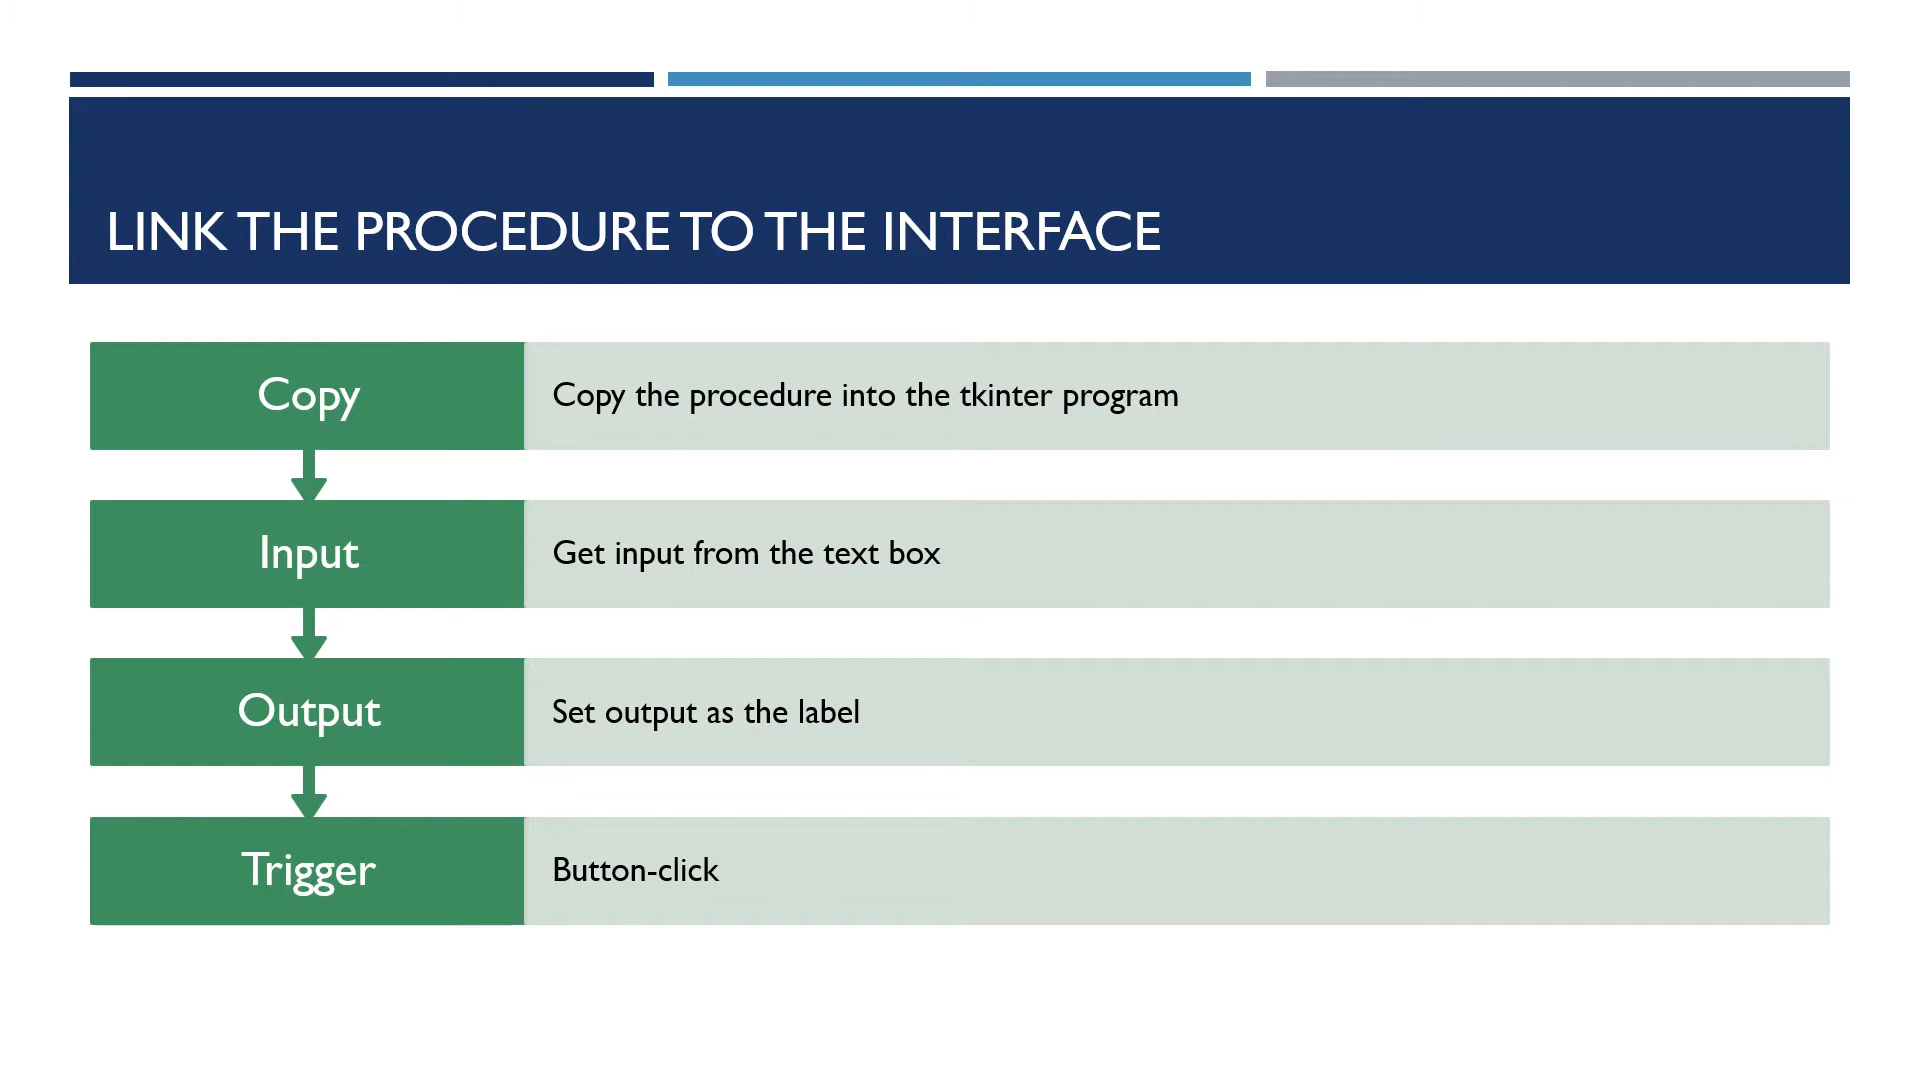 LINK THE PROCEDURE TO THE INTERFACE
Copy
Copy the procedure into the tkinter program
Input
Get input from the text box
Output
Set output as the label
Trigger
Button-click